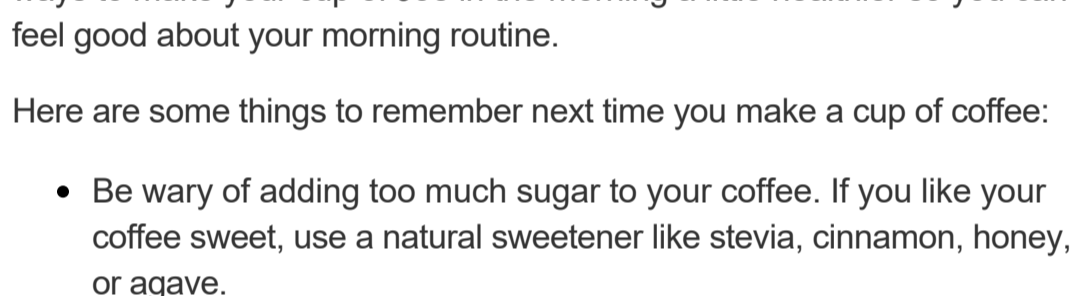 feel good about your morning routine.
Here are some things to remember next time you make a cup of coffee:
• Be wary of adding too much sugar to your coffee. If you like your
coffee sweet, use a natural sweetener like stevia, cinnamon, honey,
or agave.